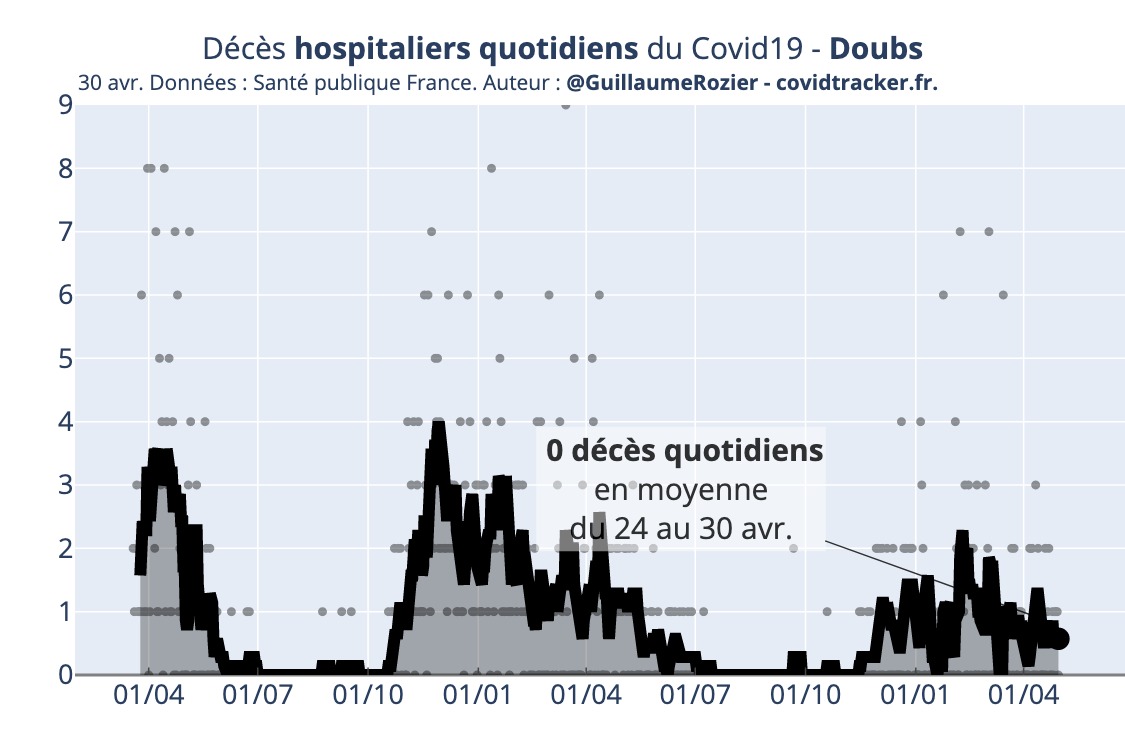 Décès hospitaliers quotidiens du Covid19 - Doubs
30 avr. Données : Santé publique France. Auteur : @GuillaumeRozier - covidtracker.fr.
9
8
7
6
5
4
3
2
1
0
0 décès quotidiens
en moyenne
du 24 au 30 avr.
01/04 01/07 01/10 01/01 01/04 01/07 01/10 01/01 01/04